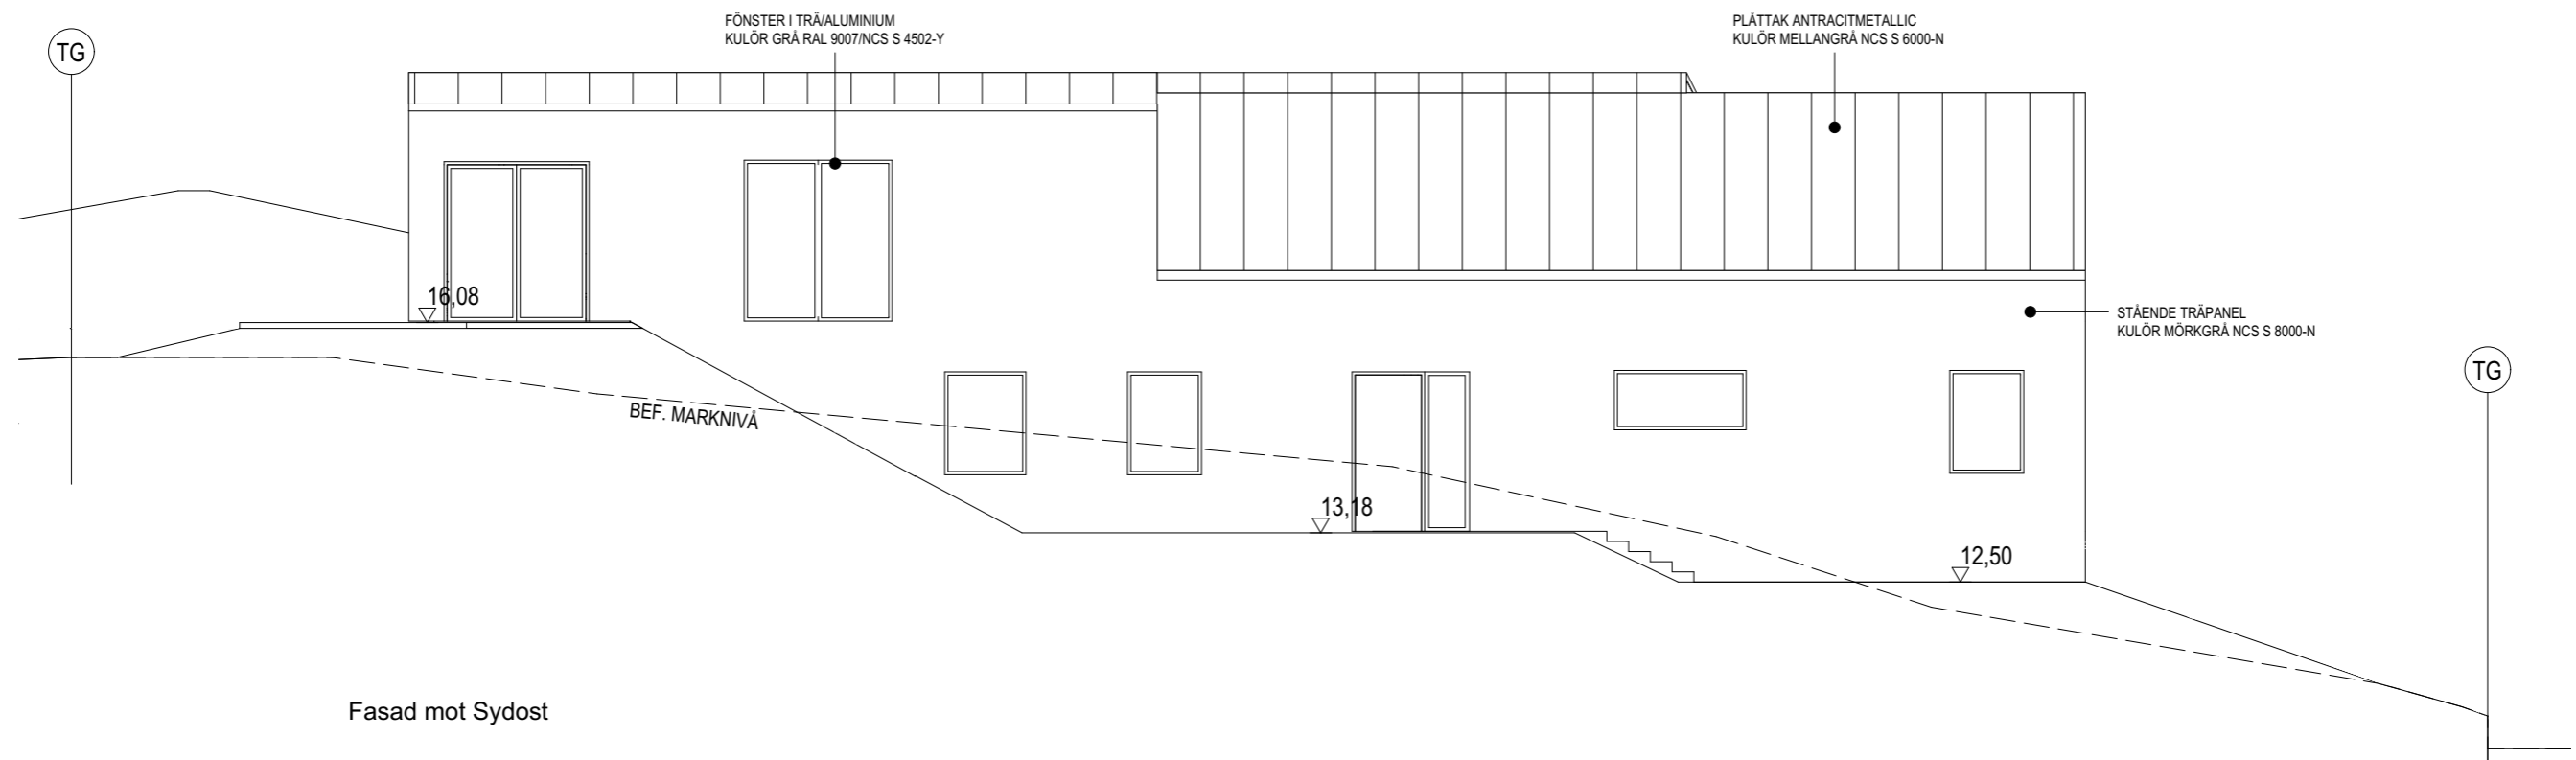 FÖNSTER I TRÄ/ALUMINIUM
KULÖR GRÅ RAL 9007/NCS S 4502-Y
PLÅTTAK ANTRACITMETALLIC
KULÖR MELLANGRÅ NCS S 6000-N
TG
16,08
STÅENDE TRÄPANEL
KULÖR MÖRKGRÅ NCS S 8000-N
TG
BEF. MARKNIVÅ
13,18
12,50
Fasad mot Sydost